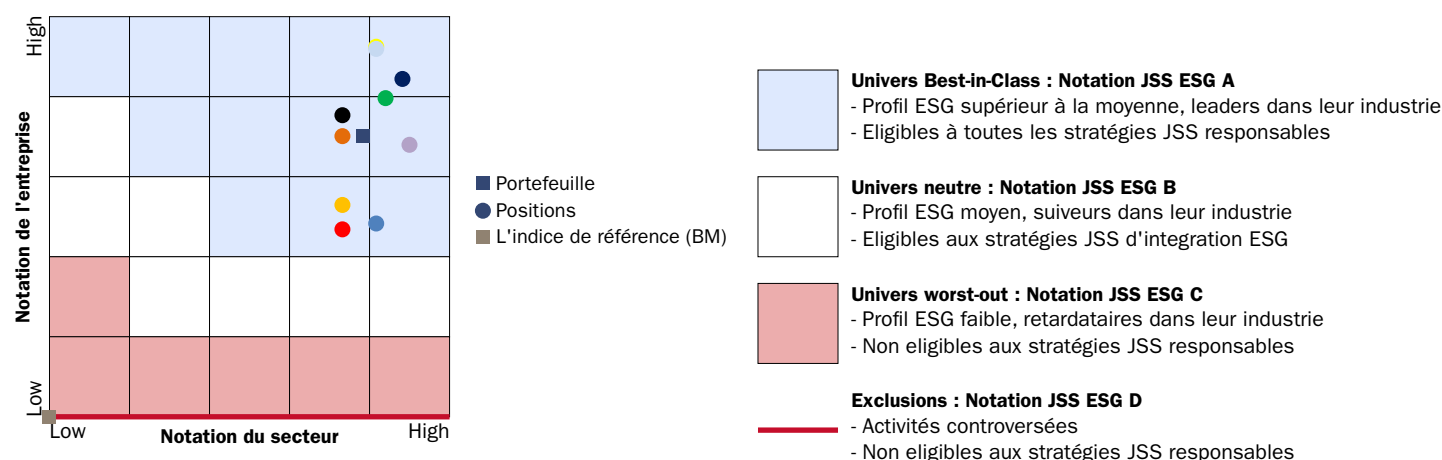 High
Notation de l'entreprise
Low
Low
Notation du secteur
High
Portefeuille
Positions
L'indice de référence (BM)
Univers Best-in-Class : Notation JSS ESG A
- Profil ESG supérieur à la moyenne, leaders dans leur industrie
- Eligibles à toutes les stratégies JSS responsables
Univers neutre : Notation JSS ESG B
- Profil ESG moyen, suiveurs dans leur industrie
- Eligibles aux stratégies JSS d'integration ESG
Univers worst-out : Notation JSS ESG C
- Profil ESG faible, retardataires dans leur industrie
- Non eligibles aux stratégies JSS responsables
Exclusions : Notation JSS ESG D
- Activités controversées
- Non eligibles aux stratégies JSS responsables